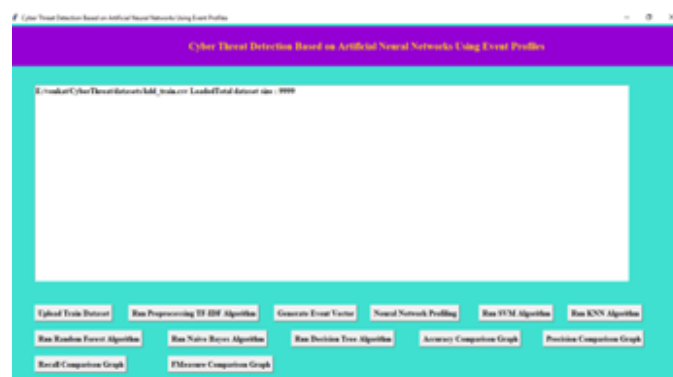 Cyber Threat Detection Based on Artificial Neural Networks Using Event Profiles
Cyber Threat Detection Based on Artificial Neural Networks Using Event Profiles
E:/venkat/CyberThreat/datasets/kdd_train.csv LoadedTotal dataset size : 9999
Upload Train Dataset Run Preprocessing TF-IDF Algorithm Generate Event Vector Neural Network Profiling Run SVM Algorithm Run KNN Algorithm
Run Random Forest Algorithm Run Naive Bayes Algorithm Run Decision Tree Algorithm Accuracy Comparison Graph Precision Comparison Graph
Recall Comparison Graph FMeasure Comparison Graph